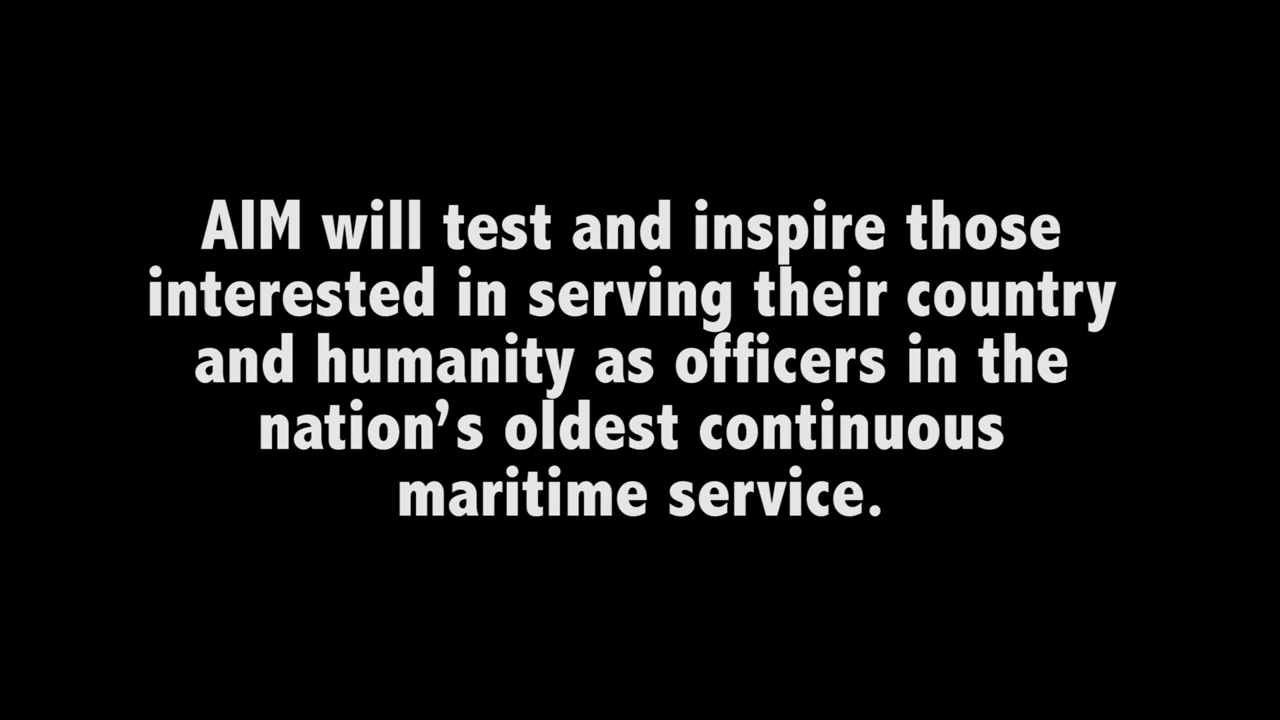 AIM will test and inspire those
interested in serving their country
and humanity as officers in the
nation’s oldest continuous
maritime service.